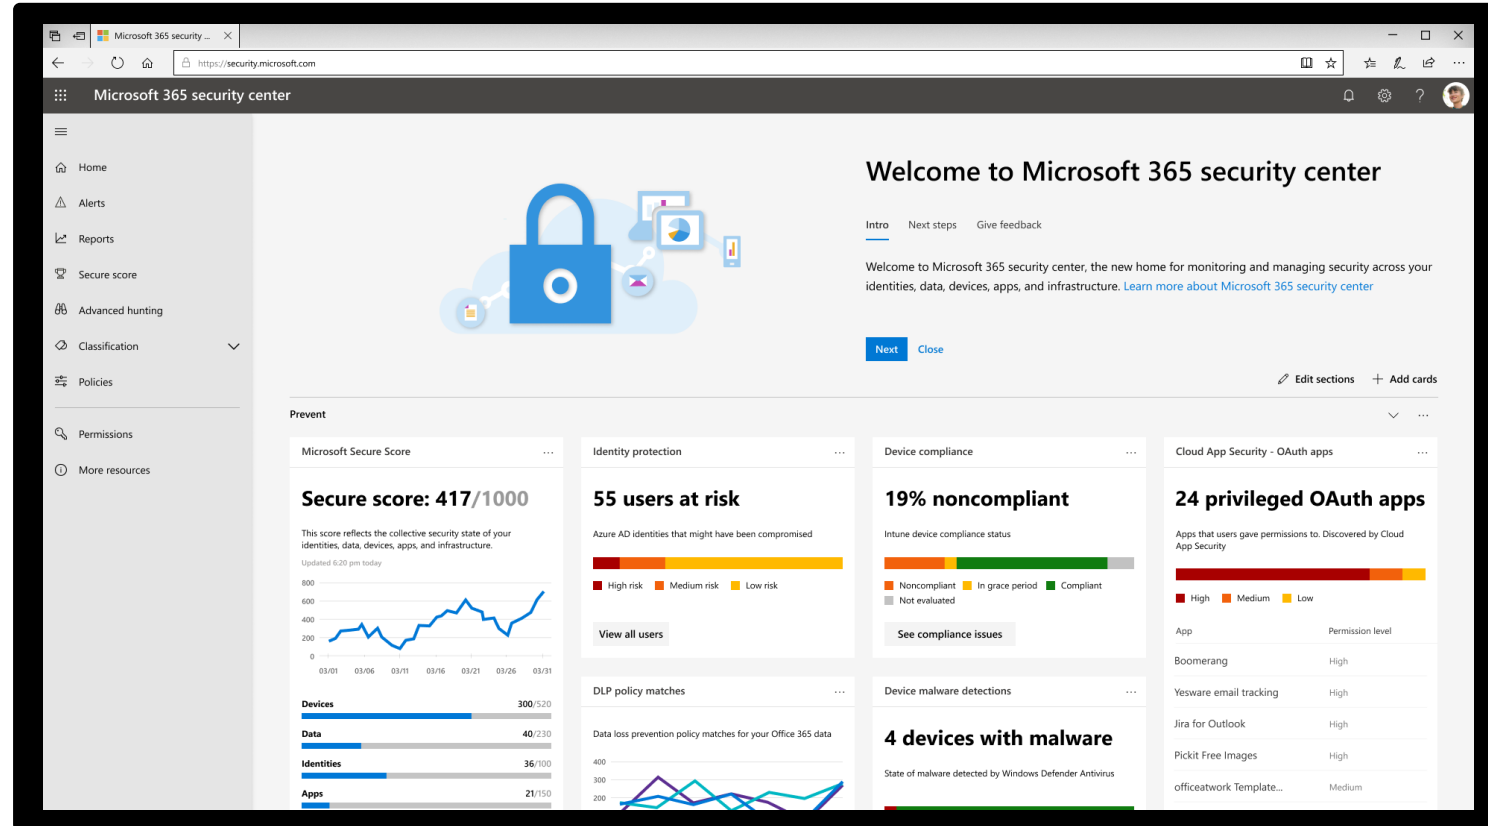 Microsoft 365 security ...
https://security.microsoft.com
Microsoft 365 security center
?
Home
Alerts
Reports
Secure score
Advanced hunting
Classification
Policies
Permissions
More resources
Welcome to Microsoft 365 security center
Intro Next steps Give feedback
Welcome to Microsoft 365 security center, the new home for monitoring and managing security across your
identities, data, devices, apps, and infrastructure. Learn more about Microsoft 365 security center
Next Close
Edit sections + Add cards
Prevent
Microsoft Secure Score
Secure score: 417/1000
This score reflects the collective security state of your
identities, data, devices, apps, and infrastructure.
Updated 6:20 pm today
800
600
400
200
0
03/01 03/06 03/11 03/16 03/21 03/26 03/31
Devices 300/520
Data 40/230
Identities 36/100
Apps 21/150
Identity protection
55 users at risk
Azure AD identities that might have been compromised
High risk Medium risk Low risk
View all users
DLP policy matches
Data loss prevention policy matches for your Office 365 data
400
300
200
Device compliance
19% noncompliant
Intune device compliance status
Noncompliant In grace period Compliant
Not evaluated
See compliance issues
Device malware detections
4 devices with malware
State of malware detected by Windows Defender Antivirus
Cloud App Security - OAuth apps
24 privileged OAuth apps
Apps that users gave permissions to. Discovered by Cloud
App Security
High Medium Low
App Permission level
Boomerang High
Yesware email tracking High
Jira for Outlook High
Pickit Free Images High
officeatwork Template... Medium